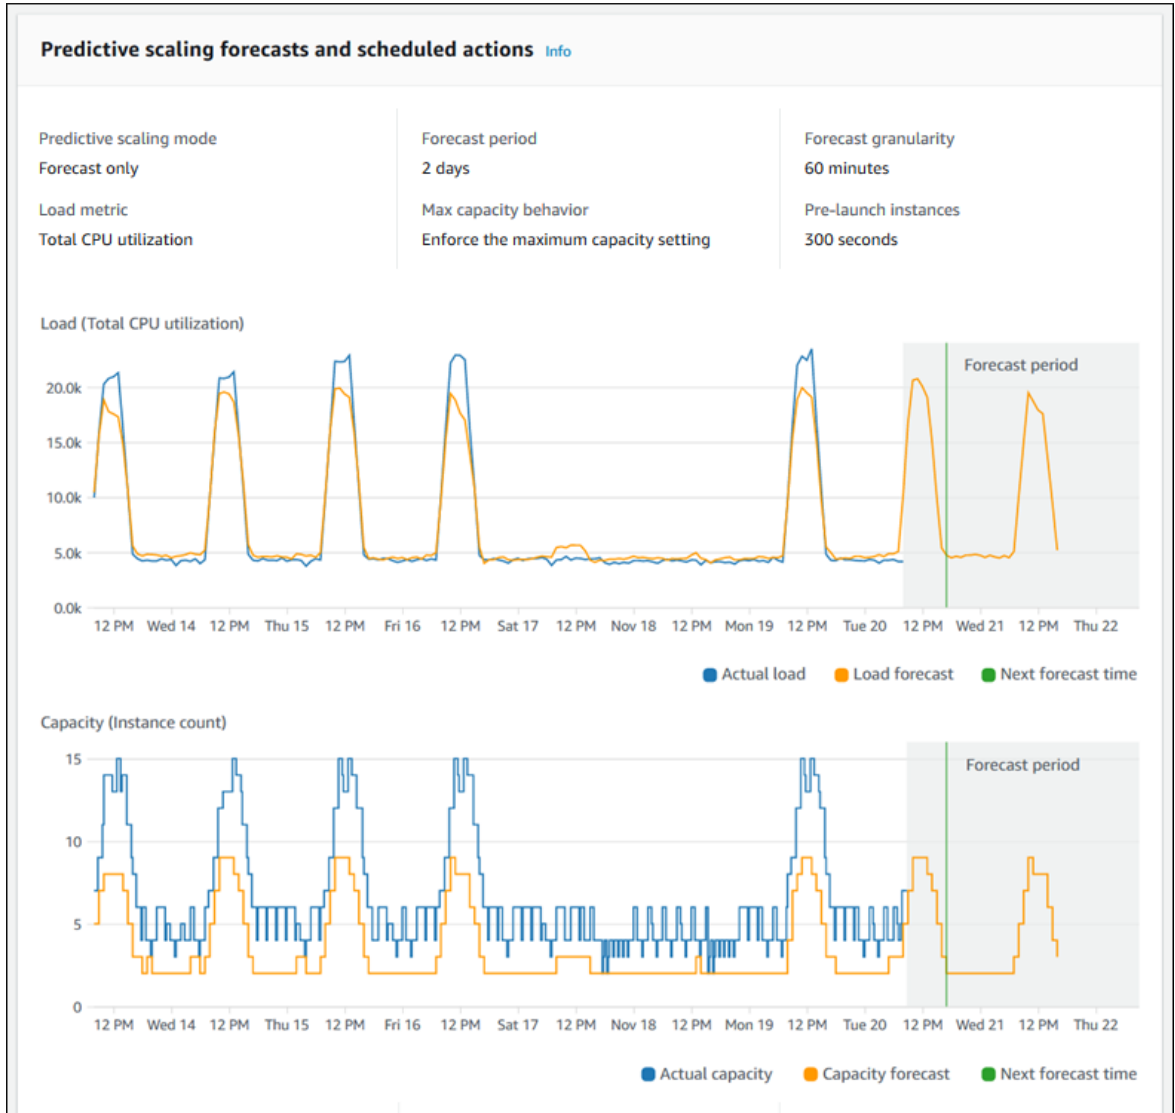 Predictive scaling forecasts and scheduled actions Info
Predictive scaling mode
Forecast only
Forecast period
2 days
Forecast granularity
60 minutes
Load metric
Total CPU utilization
Max capacity behavior
Enforce the maximum capacity setting
Pre-launch instances
300 seconds
Load (Total CPU utilization)
Forecast period
20.0k
15.0k
10.0k
5.0k
0.0k
12 PM Wed 14 12 PM Thu 15 12 PM Fri 16 12 PM Sat 17 12 PM Nov 18 12 PM Mon 19 12 PM Tue 20 12 PM Wed 21 12 PM Thu 22
Actual load Load forecast Next forecast time
Capacity (Instance count)
Forecast period
15
10
5
0
12 PM Wed 14 12 PM Thu 15 12 PM Fri 16 12 PM Sat 17 12 PM Nov 18 12 PM Mon 19 12 PM Tue 20 12 PM Wed 21 12 PM Thu 22
Actual capacity Capacity forecast Next forecast time